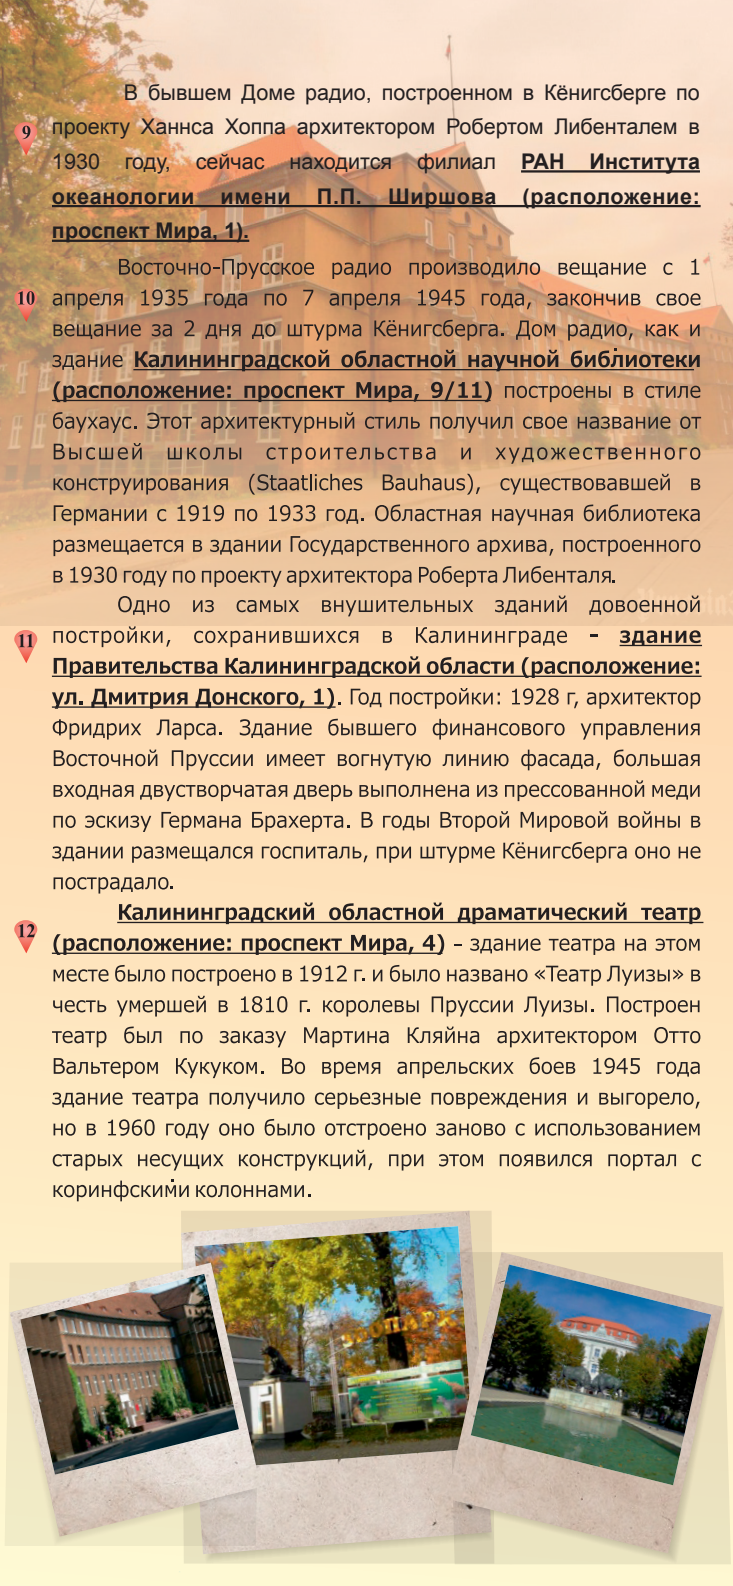 В бывшем Доме радио, построенном в Кёнигсберге по
9
проекту Ханнса Хоппа архитектором Робертом Либенталем в
1930 году, сейчас находится филиал РАН Института
океанологии имени П.П. Ширшова (расположение:
проспект Мира, 1).
Восточно-Прусское радио производило вещание с 1
10
апреля 1935 года по 7 апреля 1945 года, закончив свое
вещание за 2 дня до штурма Кёнигсберга. Дом радио, как и
здание Калининградской областной научной библиотеки
(расположение: проспект Мира, 9/11) построены в стиле
баухаус. Этот архитектурный стиль получил свое название от
Высшей школы строительства и художественного
конструирования (Staatliches Bauhaus), существовавшей в
Германии с 1919 по 1933 год. Областная научная библиотека
размещается в здании Государственного архива, построенного
в 1930 году по проекту архитектора Роберта Либенталя.
Одно из самых внушительных зданий довоенной
11
постройки, сохранившихся в Калининграде - здание
Правительства Калининградской области (расположение:
ул. Дмитрия Донского, 1). Год постройки: 1928 г, архитектор
Фридрих Ларса. Здание бывшего финансового управления
Восточной Пруссии имеет вогнутую линию фасада, большая
входная двустворчатая дверь выполнена из прессованной меди
по эскизу Германа Брахерта. В годы Второй Мировой войны в
здании размещался госпиталь, при штурме Кёнигсберга оно не
пострадало.
Калининградский областной драматический театр
12
(расположение: проспект Мира, 4) - здание театра на этом
месте было построено в 1912 г. и было названо «Театр Луизы» в
честь умершей в 1810 г. королевы Пруссии Луизы. Построен
театр был по заказу Мартина Кляйна архитектором Отто
Вальтером Кукуком. Во время апрельских боев 1945 года
здание театра получило серьезные повреждения и выгорело,
но в 1960 году оно было отстроено заново с использованием
старых несущих конструкций, при этом появился портал с
коринфскими колоннами.
ЗООПАРК